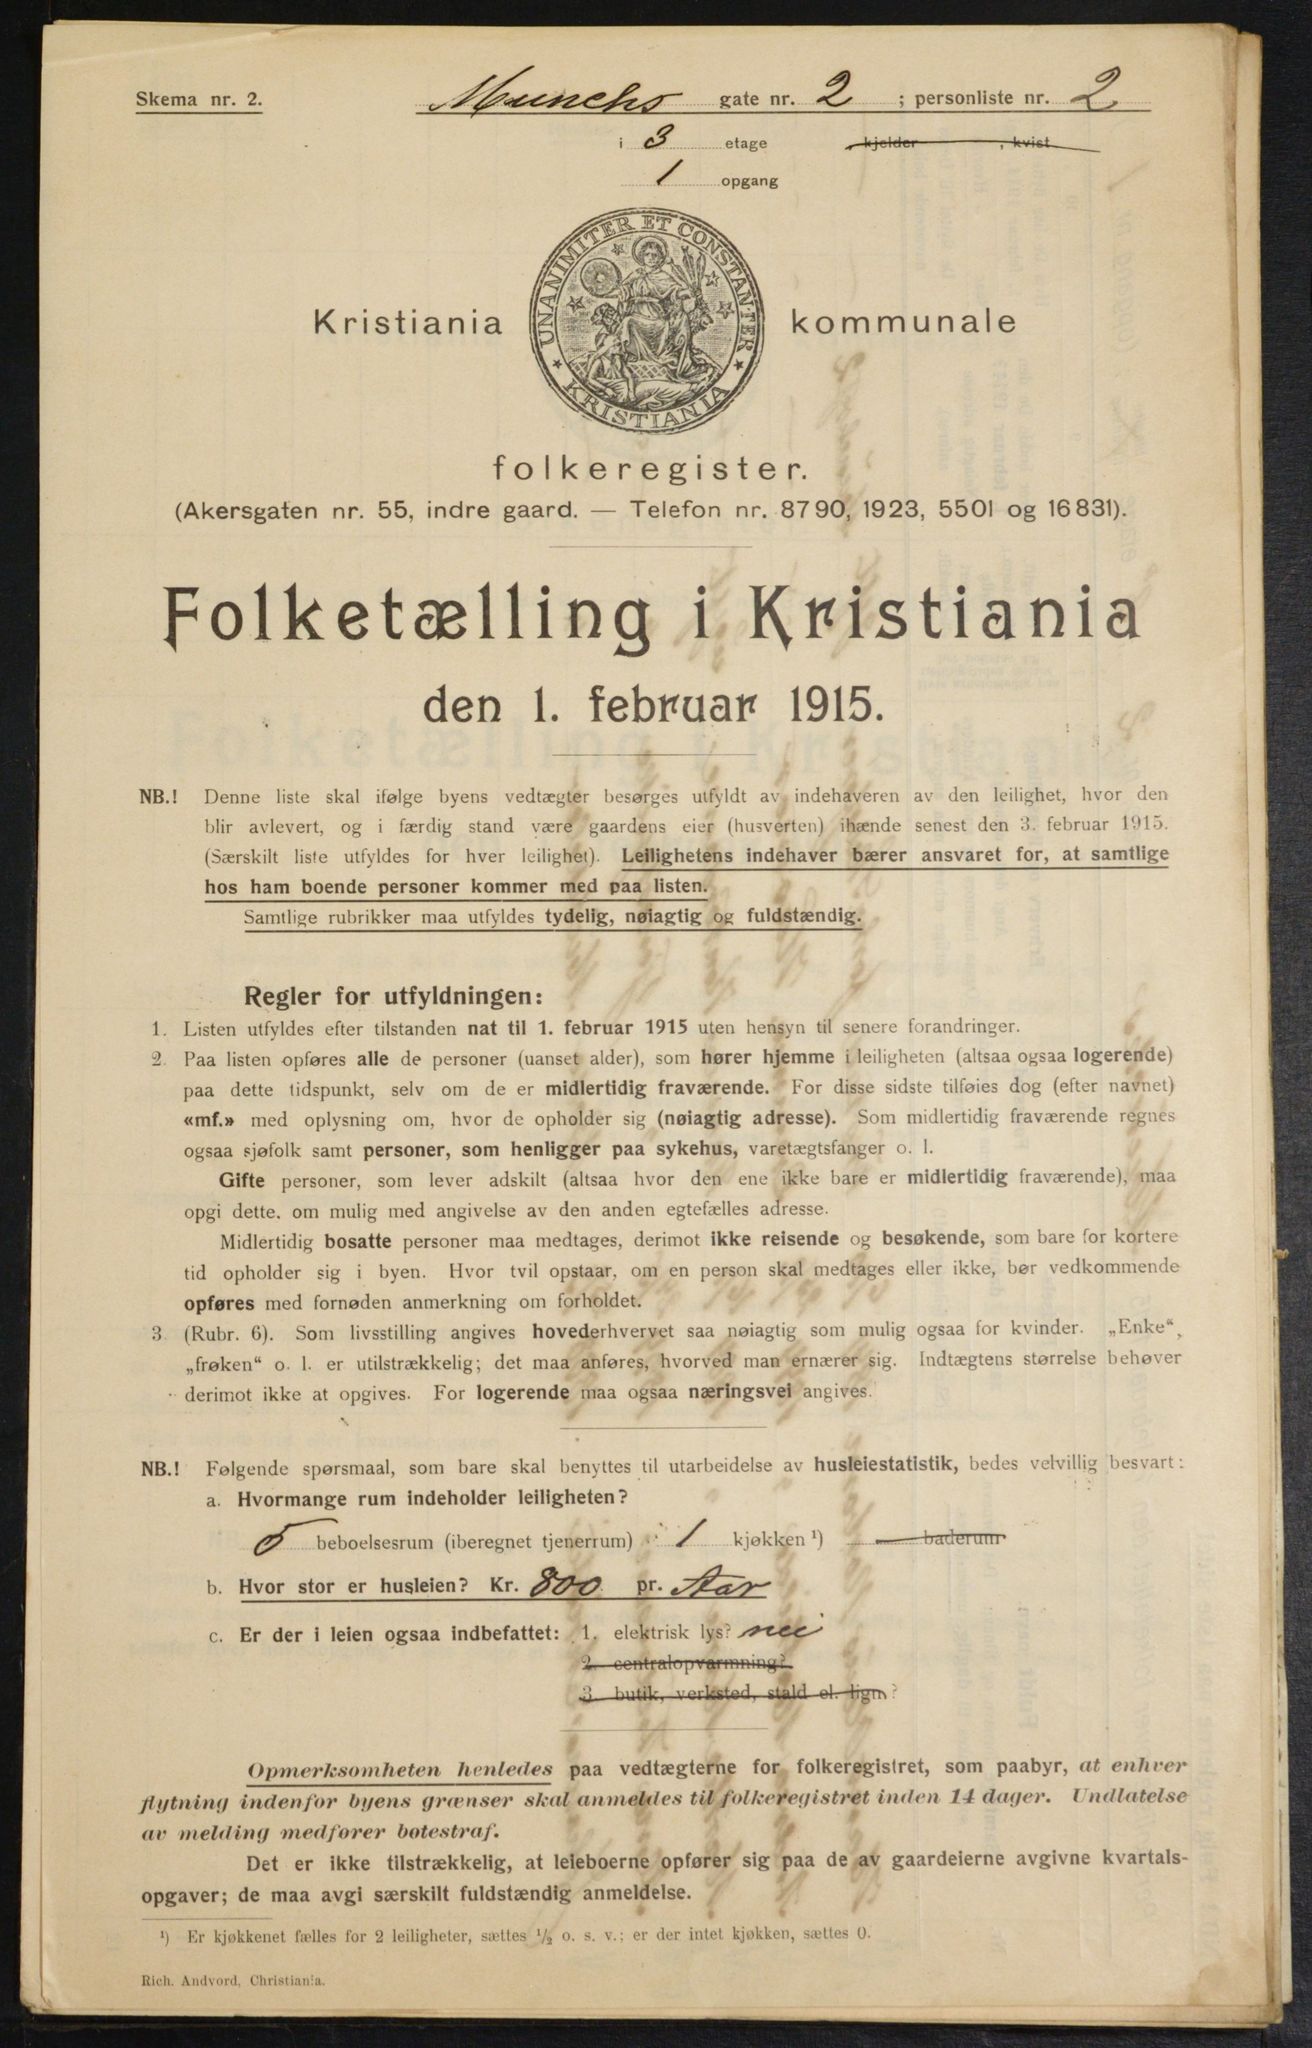 Skema nr. 2.
Munchs gate nr. 2 ; personliste nr. 2
i 3 etage , kjelder , kvist
1 opgang
UNANIMITER ET CONSTANTER
KRISTIANIA
Kristiania kommunale
folkeregister.
(Akersgaten nr. 55, indre gaard. — Telefon nr. 8790, 1923, 5501 og 16831).
Folketælling i Kristiania
den 1. februar 1915.
NB.! Denne liste skal ifølge byens vedtægter besørges utfyldt av indehaveren av den leilighet, hvor den
blir avlevert, og i færdig stand være gaardens eier (husverten) ihænde senest den 3. februar 1915.
(Særskilt liste utfyldes for hver leilighet). Leilighetens indehaver bærer ansvaret for, at samtlige
hos ham boende personer kommer med paa listen.
Samtlige rubrikker maa utfyldes tydelig, nøiagtig og fuldstændig.
Regler for utfyldningen:
1. Listen utfyldes efter tilstanden nat til 1. februar 1915 uten hensyn til senere forandringer.
2. Paa listen opføres alle de personer (uanset alder), som hører hjemme i leiligheten (altsaa ogsaa logerende)
paa dette tidspunkt, selv om de er midlertidig fraværende. For disse sidste tilføies dog (efter navnet)
«mf.» med oplysning om, hvor de opholder sig (nøiagtig adresse). Som midlertidig fraværende regnes
ogsaa sjøfolk samt personer, som henligger paa sykehus, varetægtsfanger o. l.
Gifte personer, som lever adskilt (altsaa hvor den ene ikke bare er midlertidig fraværende), maa
opgi dette, om mulig med angivelse av den anden egtefælles adresse.
Midlertidig bosatte personer maa medtages, derimot ikke reisende og besøkende, som bare for kortere
tid opholder sig i byen. Hvor tvil opstaar, om en person skal medtages eller ikke, bør vedkommende
opføres med fornøden anmerkning om forholdet.
3. (Rubr. 6). Som livsstilling angives hovederhvervet saa nøiagtig som mulig ogsaa for kvinder. „Enke“,
„frøken“ o. l. er utilstrækkelig; det maa anføres, hvorved man ernærer sig. Indtægtens størrelse behøver
derimot ikke at opgives. For logerende maa ogsaa næringsvei angives.
NB.! Følgende spørsmaal, som bare skal benyttes til utarbeidelse av husleiestatistik, bedes velvillig besvart:
a. Hvormange rum indeholder leiligheten?
5 beboelsesrum (iberegnet tjenerrum) 1 kjøkken ¹) baderum
b. Hvor stor er husleien? Kr. 800 pr. Aar
c. Er der i leien ogsaa indbefattet: 1. elektrisk lys? nei
2. centralopvarmning?
3. butik, verksted, stald el. lign?
Opmerksomheten henledes paa vedtægterne for folkeregistret, som paabyr, at enhver
flytning indenfor byens grænser skal anmeldes til folkeregistret inden 14 dager. Undlatelse
av melding medfører bøtestraf.
Det er ikke tilstrækkelig, at leieboerne opfører sig paa de av gaardeierne avgivne kvartals-
opgaver; de maa avgi særskilt fuldstændig anmeldelse.
¹) Er kjøkkenet fælles for 2 leiligheter, sættes ¹/₂ o. s. v.; er der intet kjøkken, sættes 0.
Rich. Andvord, Christiania.